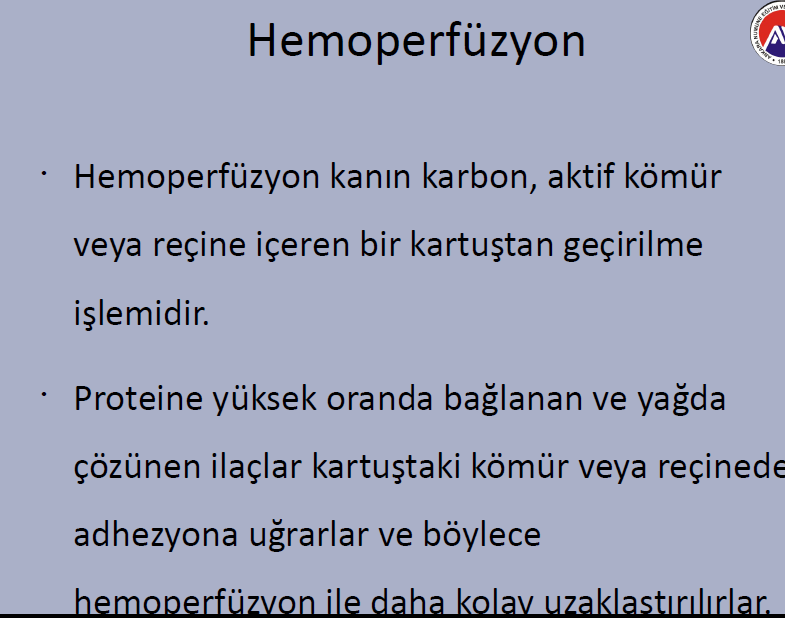 Hemoperfüzyon
· Hemoperfüzyon kanın karbon, aktif kömür
veya reçine içeren bir kartuştan geçirilme
işlemidir.
· Proteine yüksek oranda bağlanan ve yağda
çözünen ilaçlar kartuştaki kömür veya reçinede
adhezyona uğrarlar ve böylece
hemoperfüzyon ile daha kolay uzaklaştırılırlar.